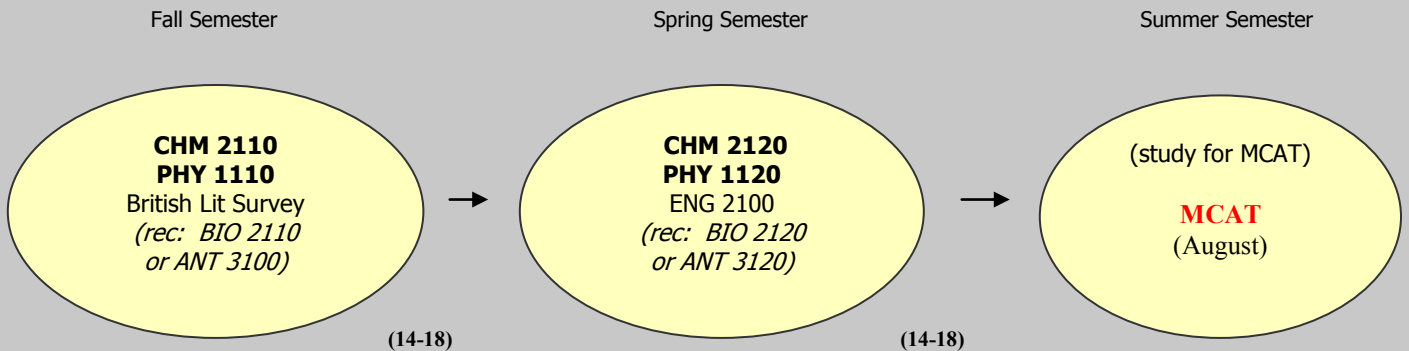 Fall Semester
Spring Semester
Summer Semester
CHM 2110
PHY 1110
British Lit Survey
(rec:  BIO 2110
or ANT 3100)
(14-18)
CHM 2120
PHY 1120
ENG 2100
(rec:  BIO 2120
or ANT 3120)
(14-18)
(study for MCAT)
MCAT
(August)